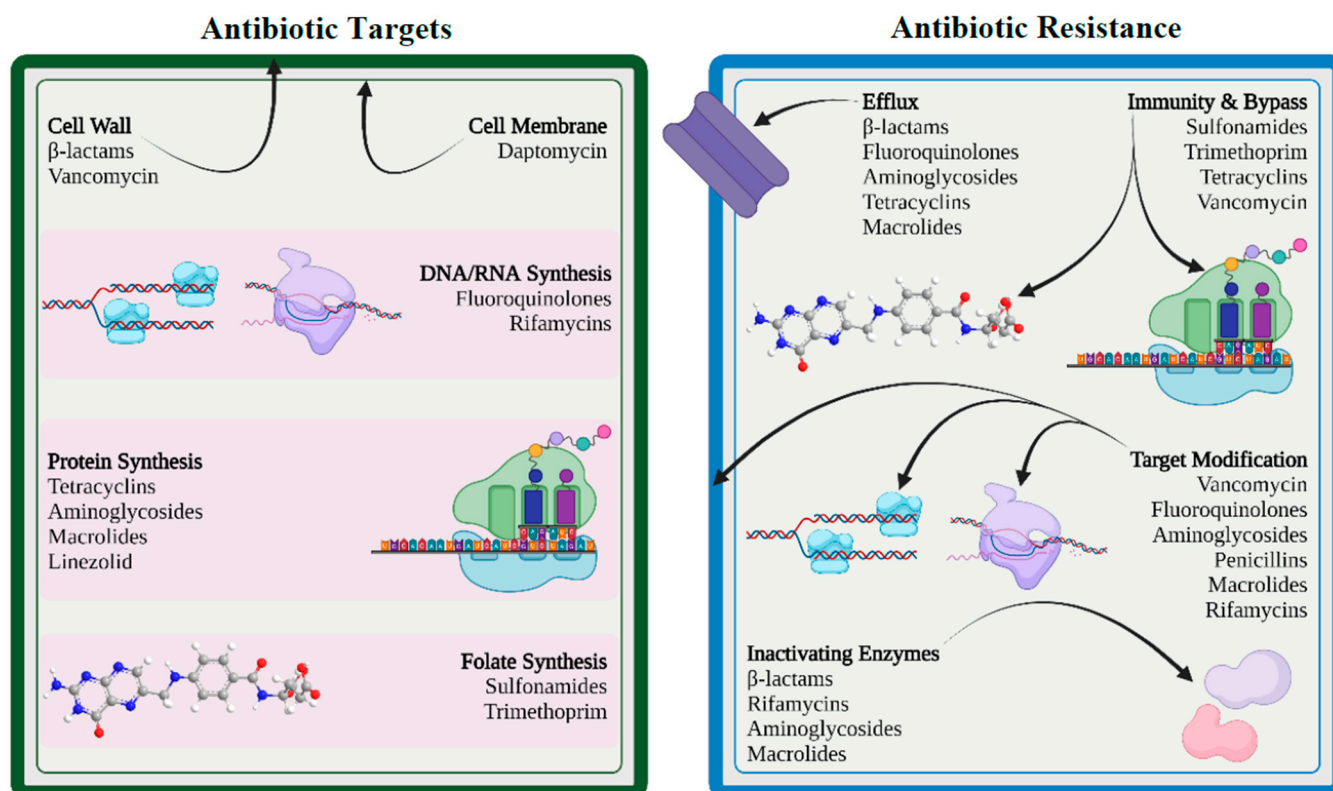 Antibiotic Targets
Cell Wall
β-lactams
Vancomycin
Cell Membrane
Daptomycin
DNA/RNA Synthesis
Fluoroquinolones
Rifamycins
Protein Synthesis
Tetracyclins
Aminoglycosides
Macrolides
Linezolid
Folate Synthesis
Sulfonamides
Trimethoprim
Antibiotic Resistance
Efflux
β-lactams
Fluoroquinolones
Aminoglycosides
Tetracyclins
Macrolides
Immunity & Bypass
Sulfonamides
Trimethoprim
Tetracyclins
Vancomycin
Target Modification
Vancomycin
Fluoroquinolones
Aminoglycosides
Penicillins
Macrolides
Rifamycins
Inactivating Enzymes
β-lactams
Rifamycins
Aminoglycosides
Macrolides